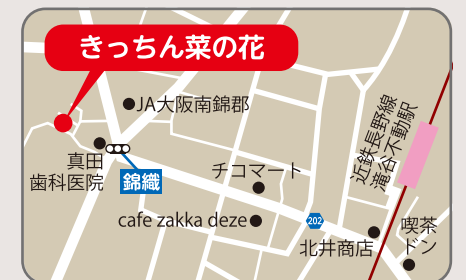 きっちん菜の花
JA大阪南錦郡
真田
歯科医院
錦織
チコマート
近鉄長野線
滝谷不動駅
cafe zakka deze
202
北井商店
喫茶
ドン